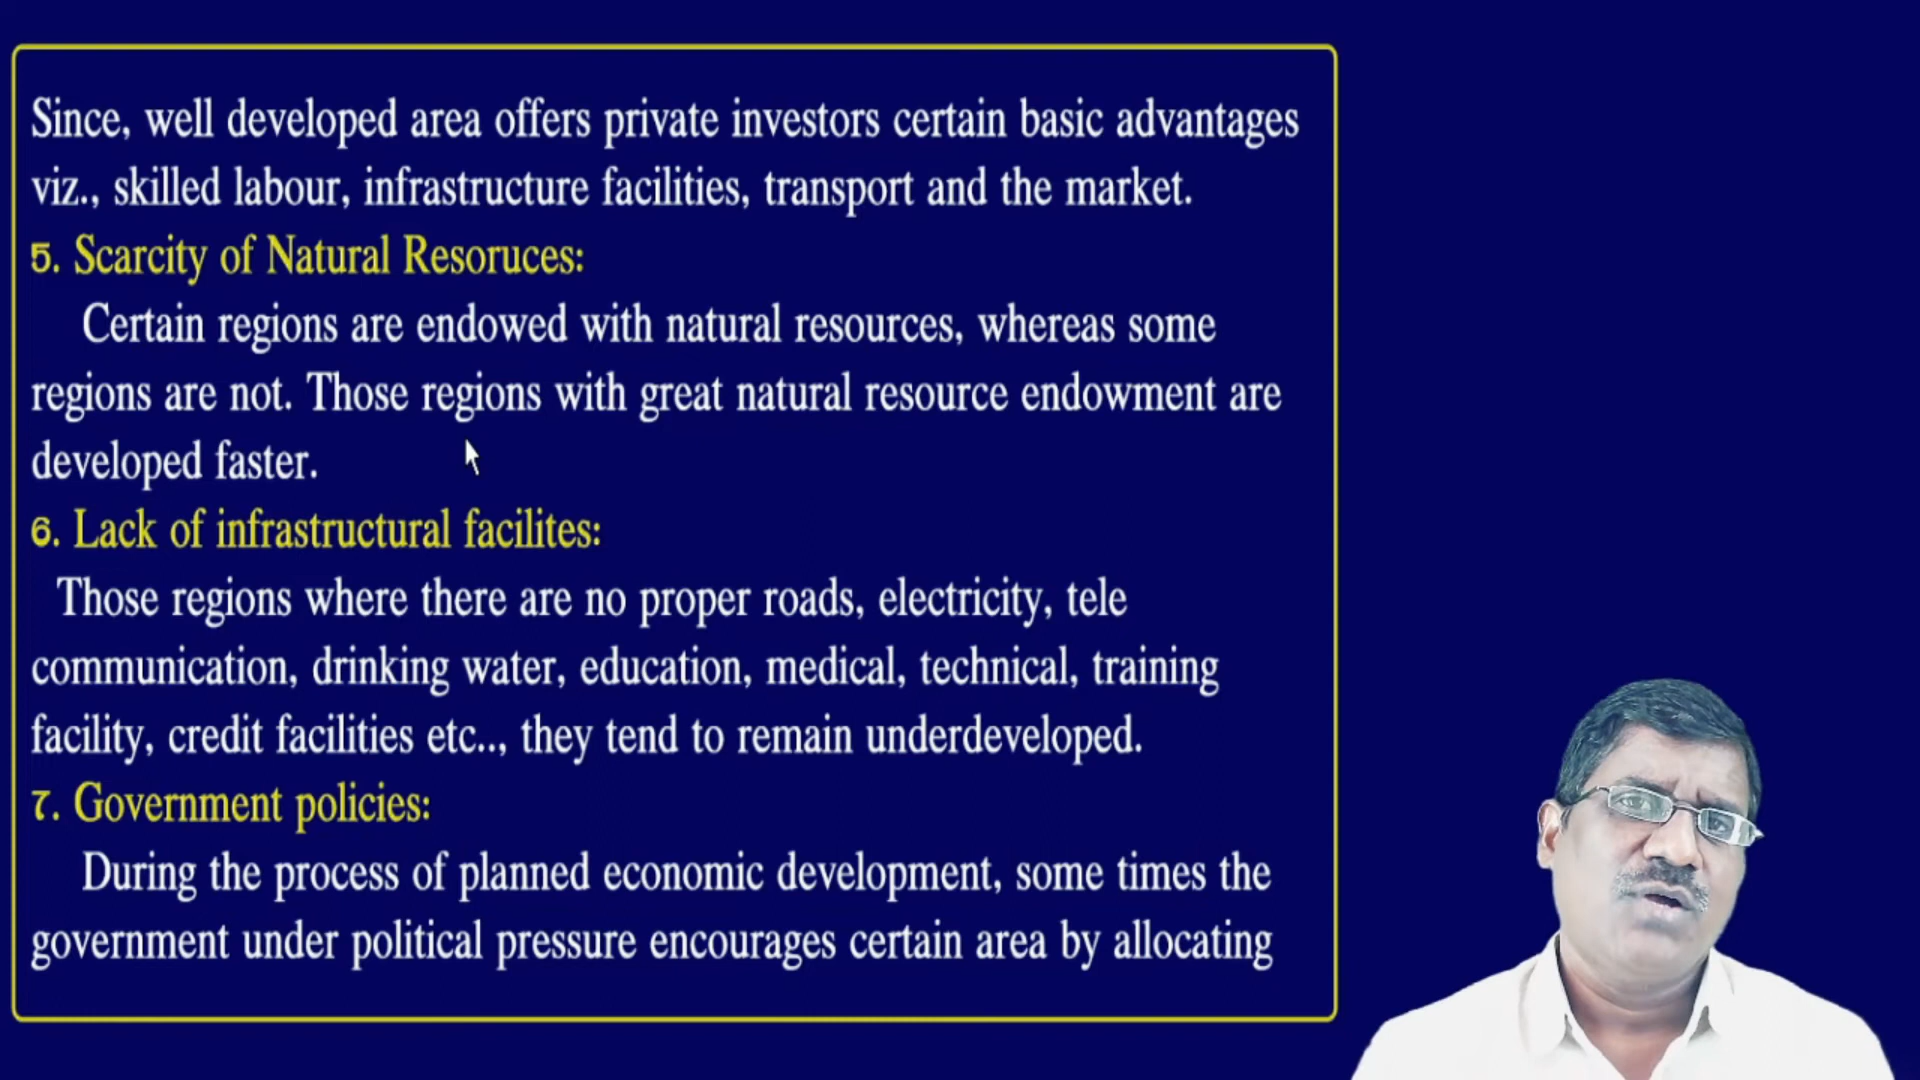 Since, well developed area offers private investors certain basic advantages
viz., skilled labour, infrastructure facilities, transport and the market.
5. Scarcity of Natural Resoruces:
Certain regions are endowed with natural resources, whereas some
regions are not. Those regions with great natural resource endowment are
developed faster.
6. Lack of infrastructural facilites:
Those regions where there are no proper roads, electricity, tele
communication, drinking water, education, medical, technical, training
facility, credit facilities etc.., they tend to remain underdeveloped.
7. Government policies:
During the process of planned economic development, some times the
government under political pressure encourages certain area by allocating